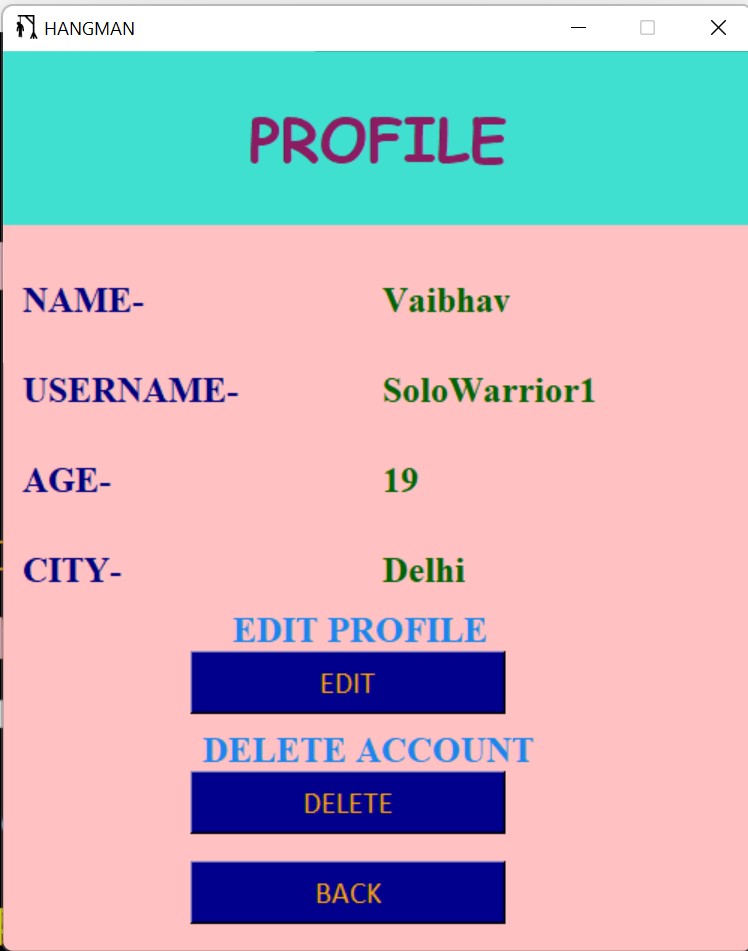 HANGMAN
PROFILE
NAME- Vaibhav
USERNAME- SoloWarrior1
AGE- 19
CITY- Delhi
EDIT PROFILE
EDIT
DELETE ACCOUNT
DELETE
BACK